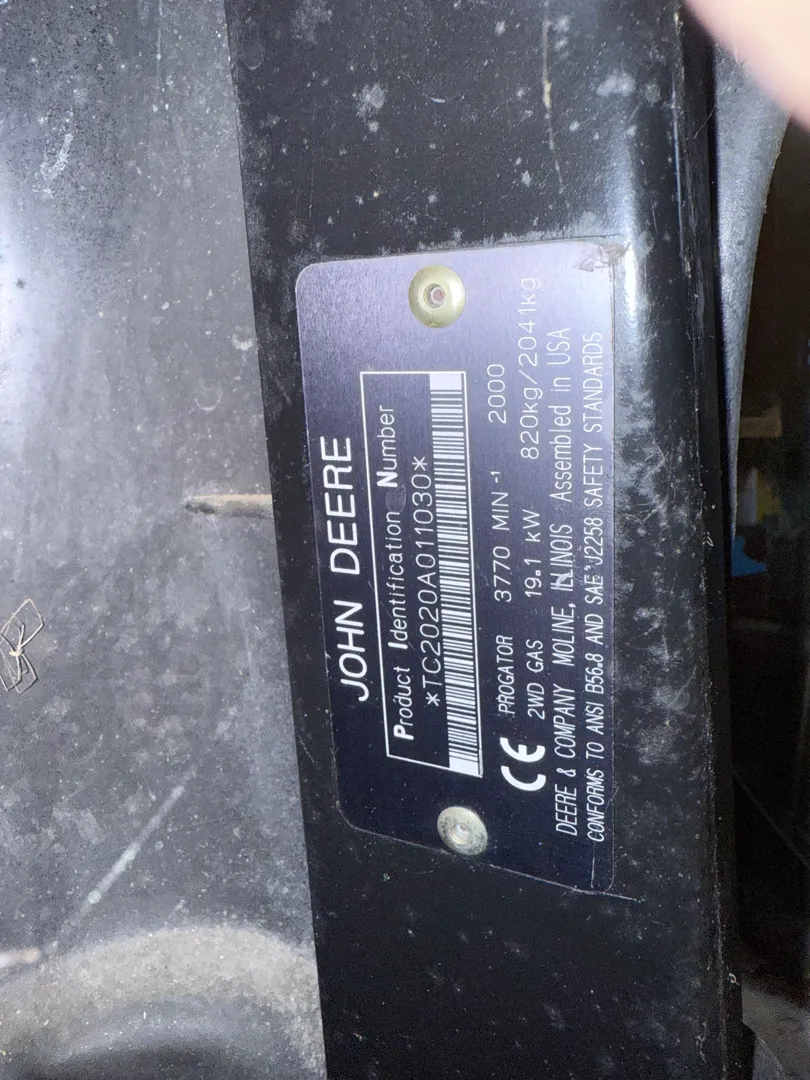 JOHN DEERE
Product Identification Number
*TC2020A011030*
PROGATOR 3770 MIN⁻¹ 2000
CE 2WD GAS 19.1 kW 820kg/2041kg
DEERE & COMPANY MOLINE, ILLINOIS Assembled in USA
CONFORMS TO ANSI B56.8 AND SAE J2258 SAFETY STANDARDS